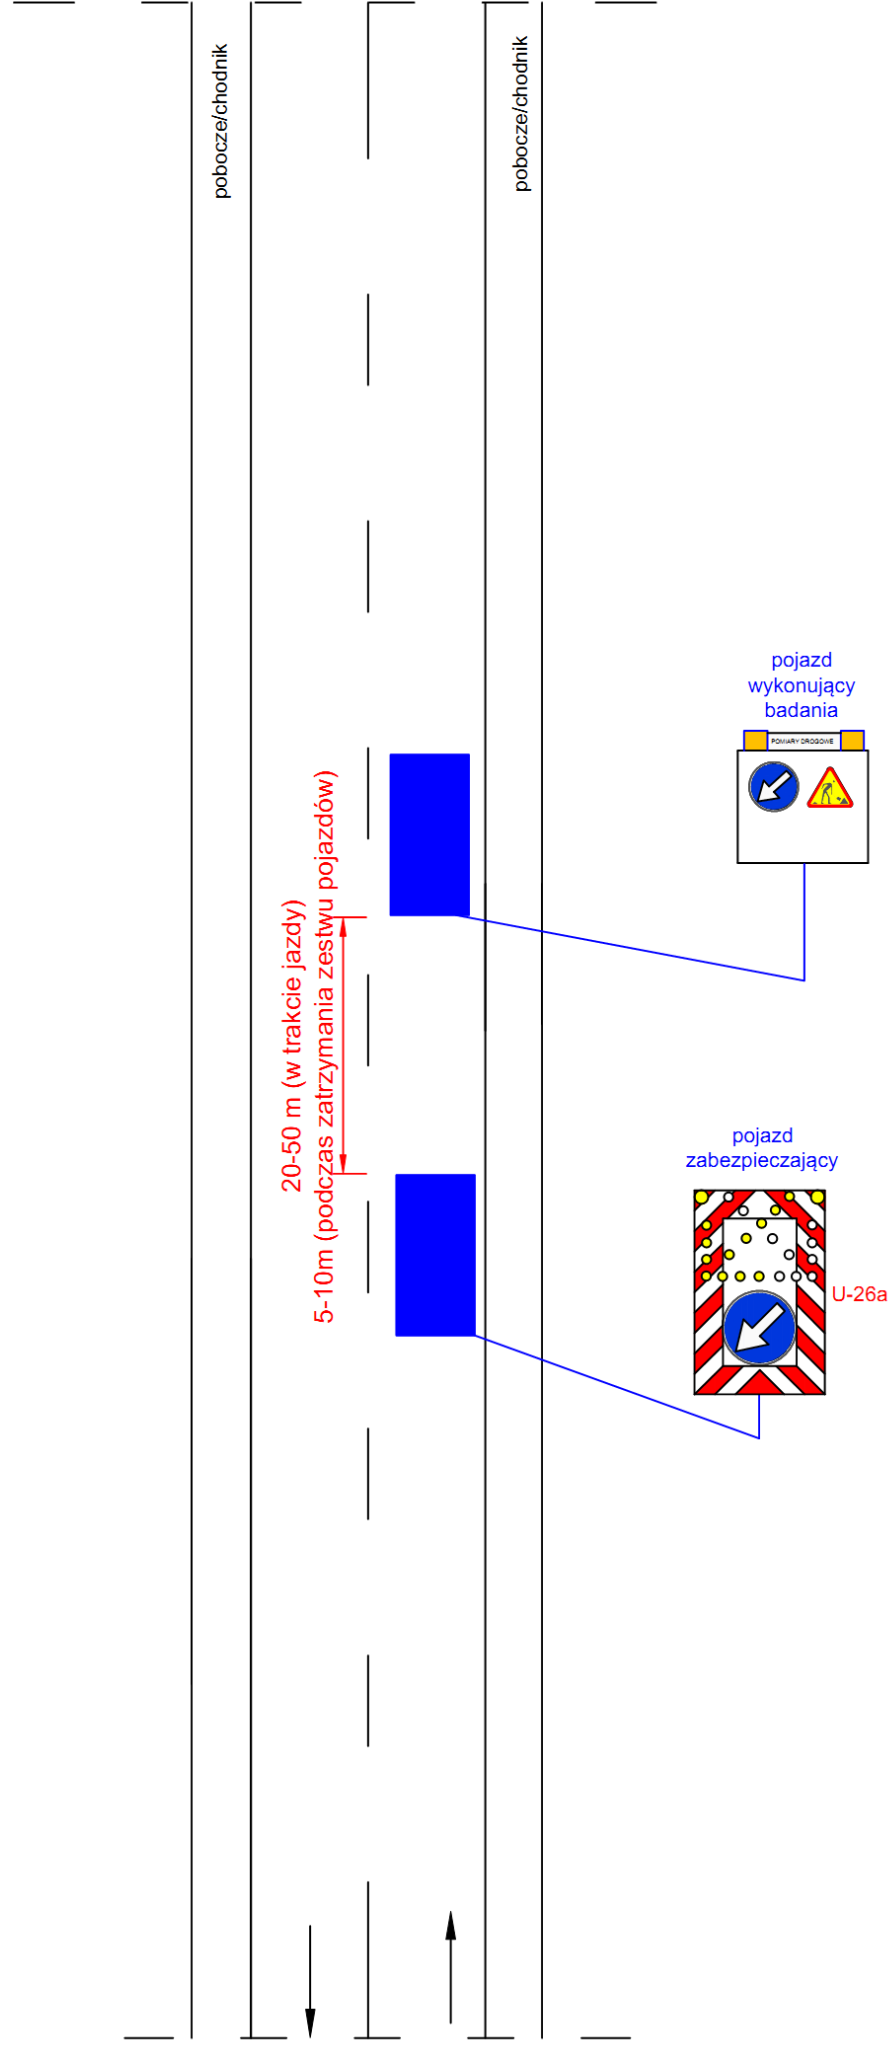 pobocze/chodnik
pobocze/chodnik
pojazd
wykonujący
badania
POMIARY DROGOWE
20-50 m (w trakcie jazdy)
5-10m (podczas zatrzymania zestwu pojazdów)
pojazd
zabezpieczający
U-26a